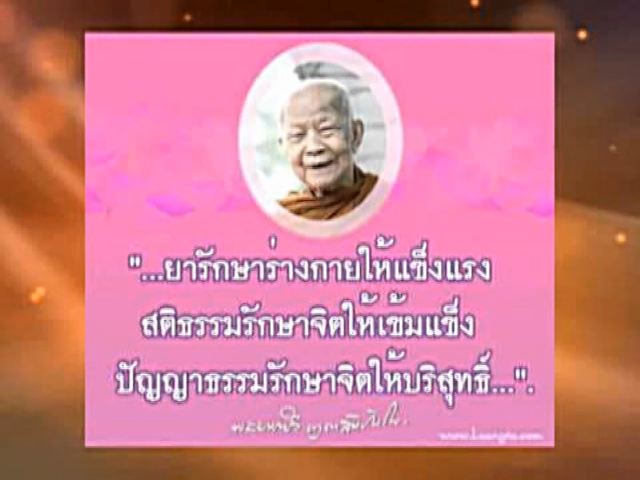 "...ยารักษาร่างกายให้แข็งแรง
สติธรรมรักษาจิตให้เข้มแข็ง
ปัญญาธรรมรักษาจิตให้บริสุทธิ์...".